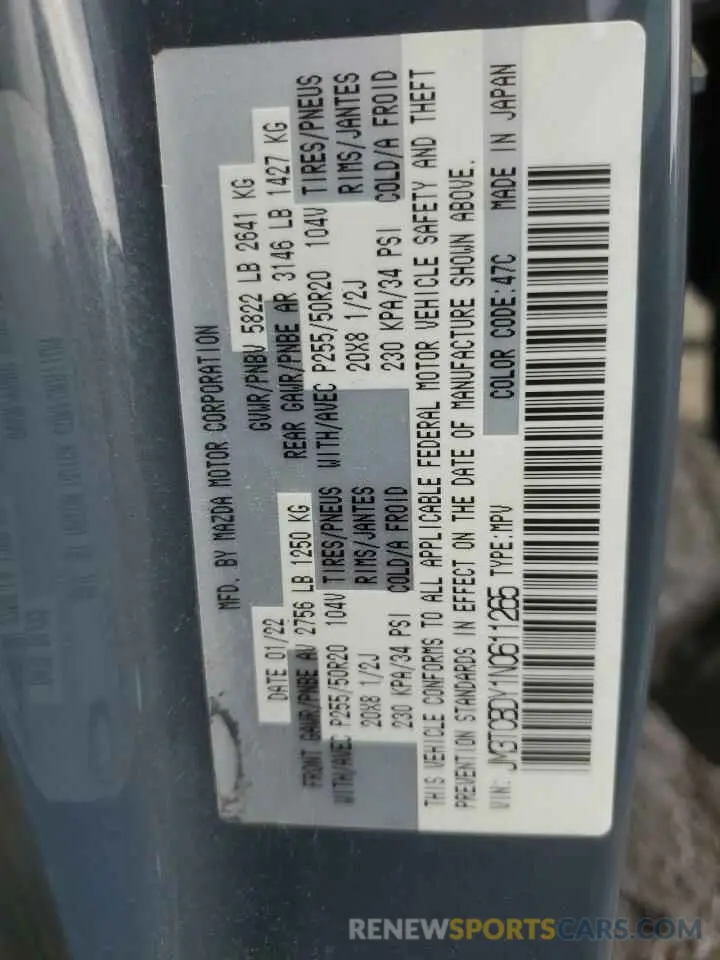 MFD. BY MAZDA MOTOR CORPORATION
DATE 01/22 GVWR/PNBV 5822 LB 2641 KG
FRONT GAWR/PNBE AV 2756 LB 1250 KG REAR GAWR/PNBE AR 3146 LB 1427 KG
WITH/AVEC P255/50R20 104V TIRES/PNEUS WITH/AVEC P255/50R20 104V TIRES/PNEUS
20X8 1/2J RIMS/JANTES 20X8 1/2J RIMS/JANTES
230 KPA/34 PSI COLD/A FROID 230 KPA/34 PSI COLD/A FROID
THIS VEHICLE CONFORMS TO ALL APPLICABLE FEDERAL MOTOR VEHICLE SAFETY AND THEFT
PREVENTION STANDARDS IN EFFECT ON THE DATE OF MANUFACTURE SHOWN ABOVE.
VIN: JM3TCBDY1N0611265 TYPE:MPV COLOR CODE:47C MADE IN JAPAN
RENEWSPORTSCARS.COM